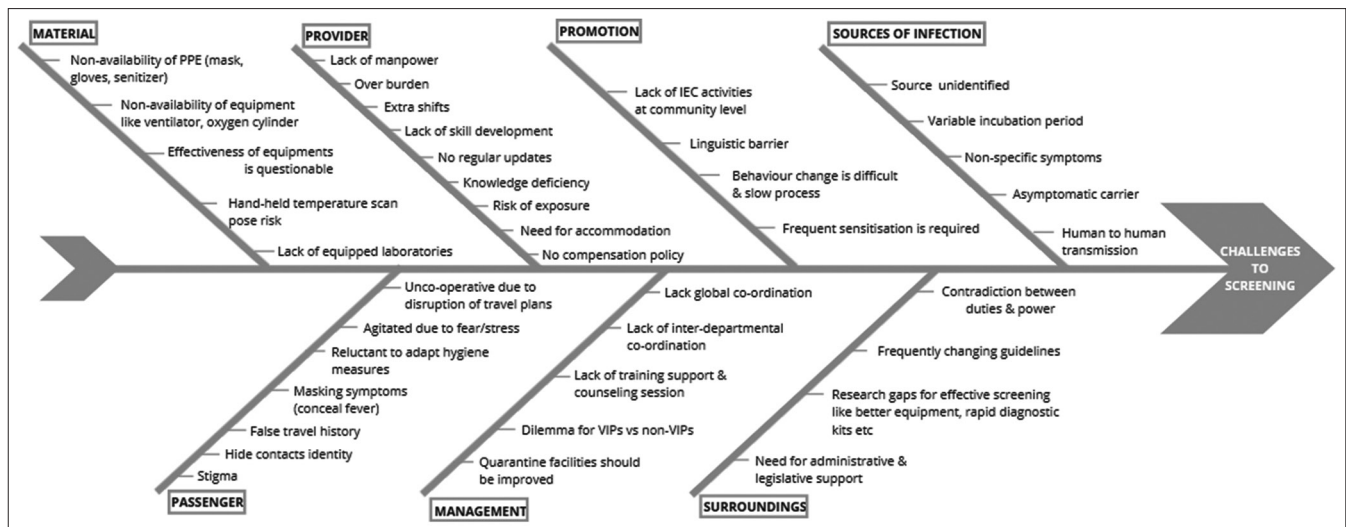 MATERIAL
Non-availability of PPE (mask,
gloves, senitizer)
Non-availability of equipment
like ventilator, oxygen cylinder
Effectiveness of equipments
is questionable
Hand-held temperature scan
pose risk
Lack of equipped laboratories
PROVIDER
Lack of manpower
Over burden
Extra shifts
Lack of skill development
No regular updates
Knowledge deficiency
Risk of exposure
Need for accommodation
No compensation policy
PROMOTION
Lack of IEC activities
at community level
Linguistic barrier
Behaviour change is difficult
& slow process
Frequent sensitisation is required
SOURCES OF INFECTION
Source unidentified
Variable incubation period
Non-specific symptoms
Asymptomatic carrier
Human to human
transmission
CHALLENGES
TO
SCREENING
Unco-operative due to
disruption of travel plans
Agitated due to fear/stress
Reluctant to adapt hygiene
measures
Masking symptoms
(conceal fever)
False travel history
Hide contacts identity
Stigma
PASSENGER
Lack global co-ordination
Lack of inter-departmental
co-ordination
Lack of training support &
counseling session
Dilemma for VIPs vs non-VIPs
Quarantine facilities should
be improved
MANAGEMENT
Contradiction between
duties & power
Frequently changing guidelines
Research gaps for effective screening
like better equipment, rapid diagnostic
kits etc
Need for administrative &
legislative support
SURROUNDINGS